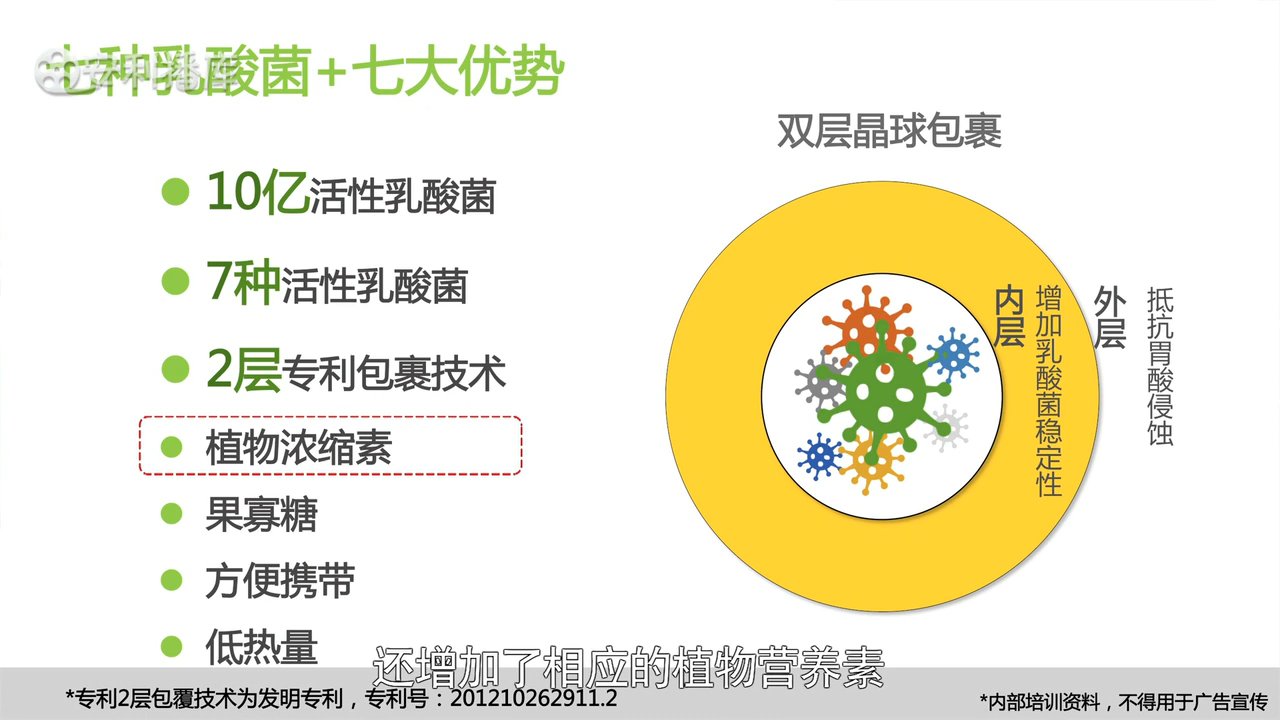 七种乳酸菌+七大优势
双层晶球包裹
10亿活性乳酸菌
7种活性乳酸菌
2层专利包裹技术
植物浓缩素
果寡糖
方便携带
低热量
内层
增加乳酸菌稳定性
外层
抵抗胃酸侵蚀
还增加了相应的植物营养素
*专利2层包覆技术为发明专利，专利号：201210262911.2
*内部培训资料，不得用于广告宣传